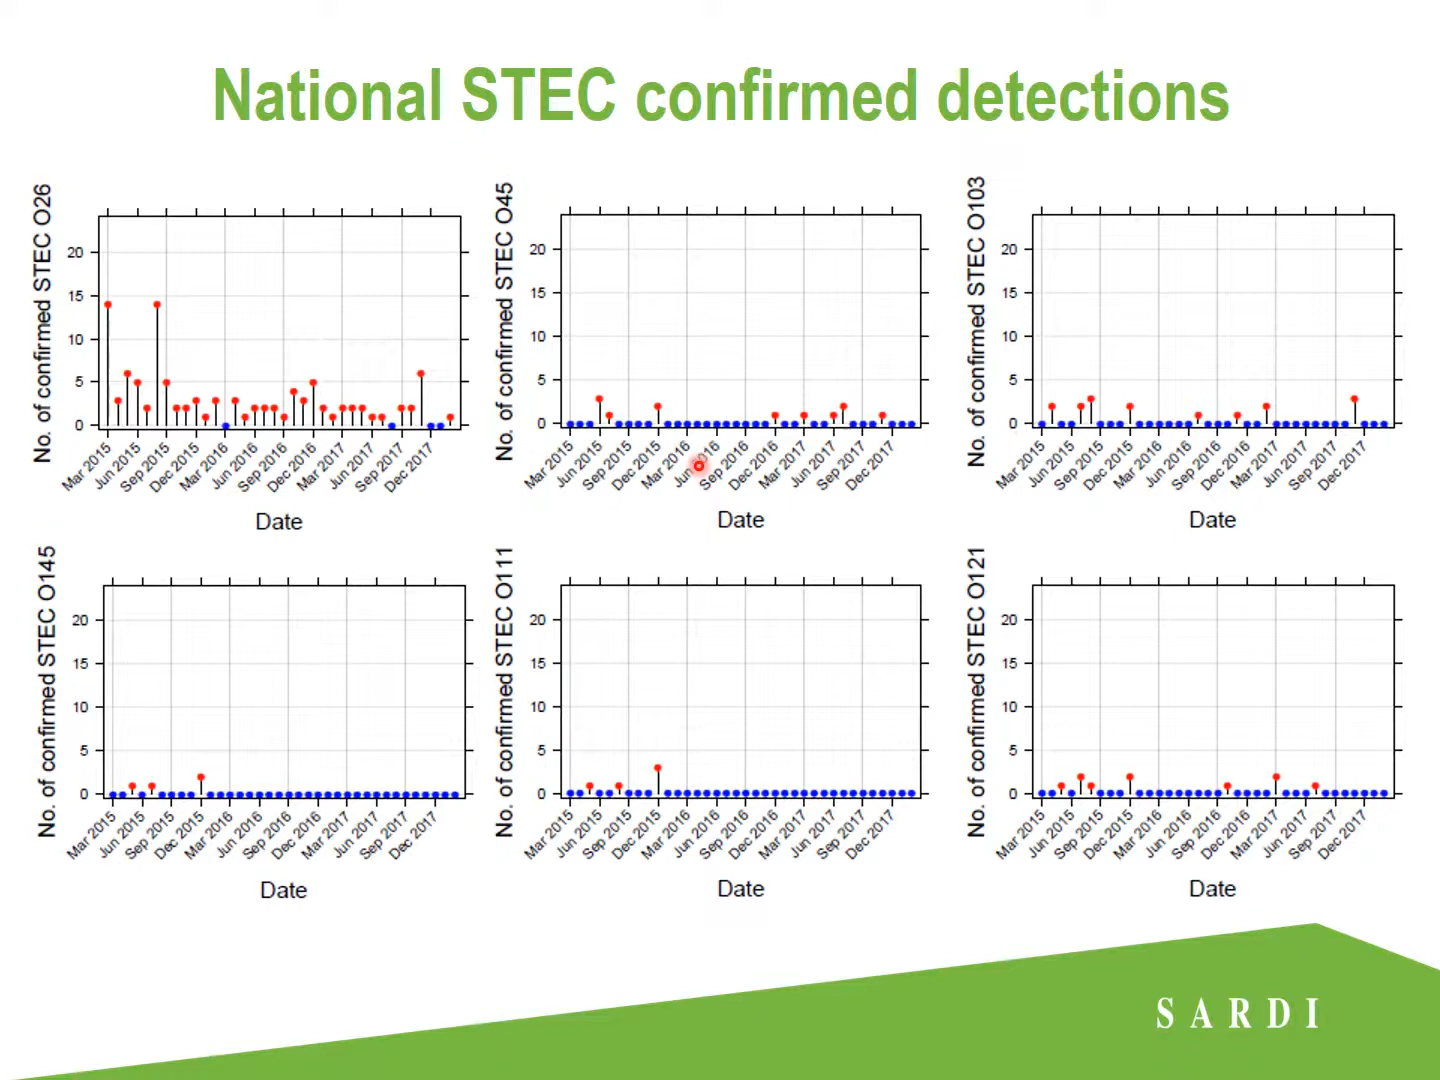 National STEC confirmed detections
No. of confirmed STEC O26
20
15
10
5
0
Mar 2015 Jun 2015 Sep 2015 Dec 2015 Mar 2016 Jun 2016 Sep 2016 Dec 2016 Mar 2017 Jun 2017 Sep 2017 Dec 2017
Date
No. of confirmed STEC O45
20
15
10
5
0
Mar 2015 Jun 2015 Sep 2015 Dec 2015 Mar 2016 Jun 2016 Sep 2016 Dec 2016 Mar 2017 Jun 2017 Sep 2017 Dec 2017
Date
No. of confirmed STEC O103
20
15
10
5
0
Mar 2015 Jun 2015 Sep 2015 Dec 2015 Mar 2016 Jun 2016 Sep 2016 Dec 2016 Mar 2017 Jun 2017 Sep 2017 Dec 2017
Date
No. of confirmed STEC O145
20
15
10
5
0
Mar 2015 Jun 2015 Sep 2015 Dec 2015 Mar 2016 Jun 2016 Sep 2016 Dec 2016 Mar 2017 Jun 2017 Sep 2017 Dec 2017
Date
No. of confirmed STEC O111
20
15
10
5
0
Mar 2015 Jun 2015 Sep 2015 Dec 2015 Mar 2016 Jun 2016 Sep 2016 Dec 2016 Mar 2017 Jun 2017 Sep 2017 Dec 2017
Date
No. of confirmed STEC O121
20
15
10
5
0
Mar 2015 Jun 2015 Sep 2015 Dec 2015 Mar 2016 Jun 2016 Sep 2016 Dec 2016 Mar 2017 Jun 2017 Sep 2017 Dec 2017
Date
SARDI